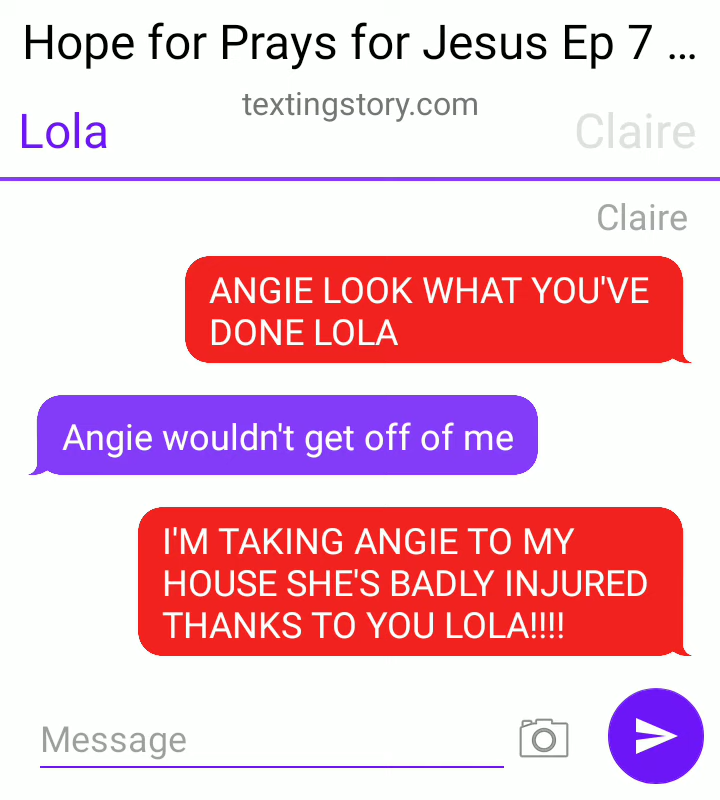 Hope for Prays for Jesus Ep 7 ...
textingstory.com
Lola
Claire
Claire
ANGIE LOOK WHAT YOU'VE
DONE LOLA
Angie wouldn't get off of me
I'M TAKING ANGIE TO MY
HOUSE SHE'S BADLY INJURED
THANKS TO YOU LOLA!!!!
Message